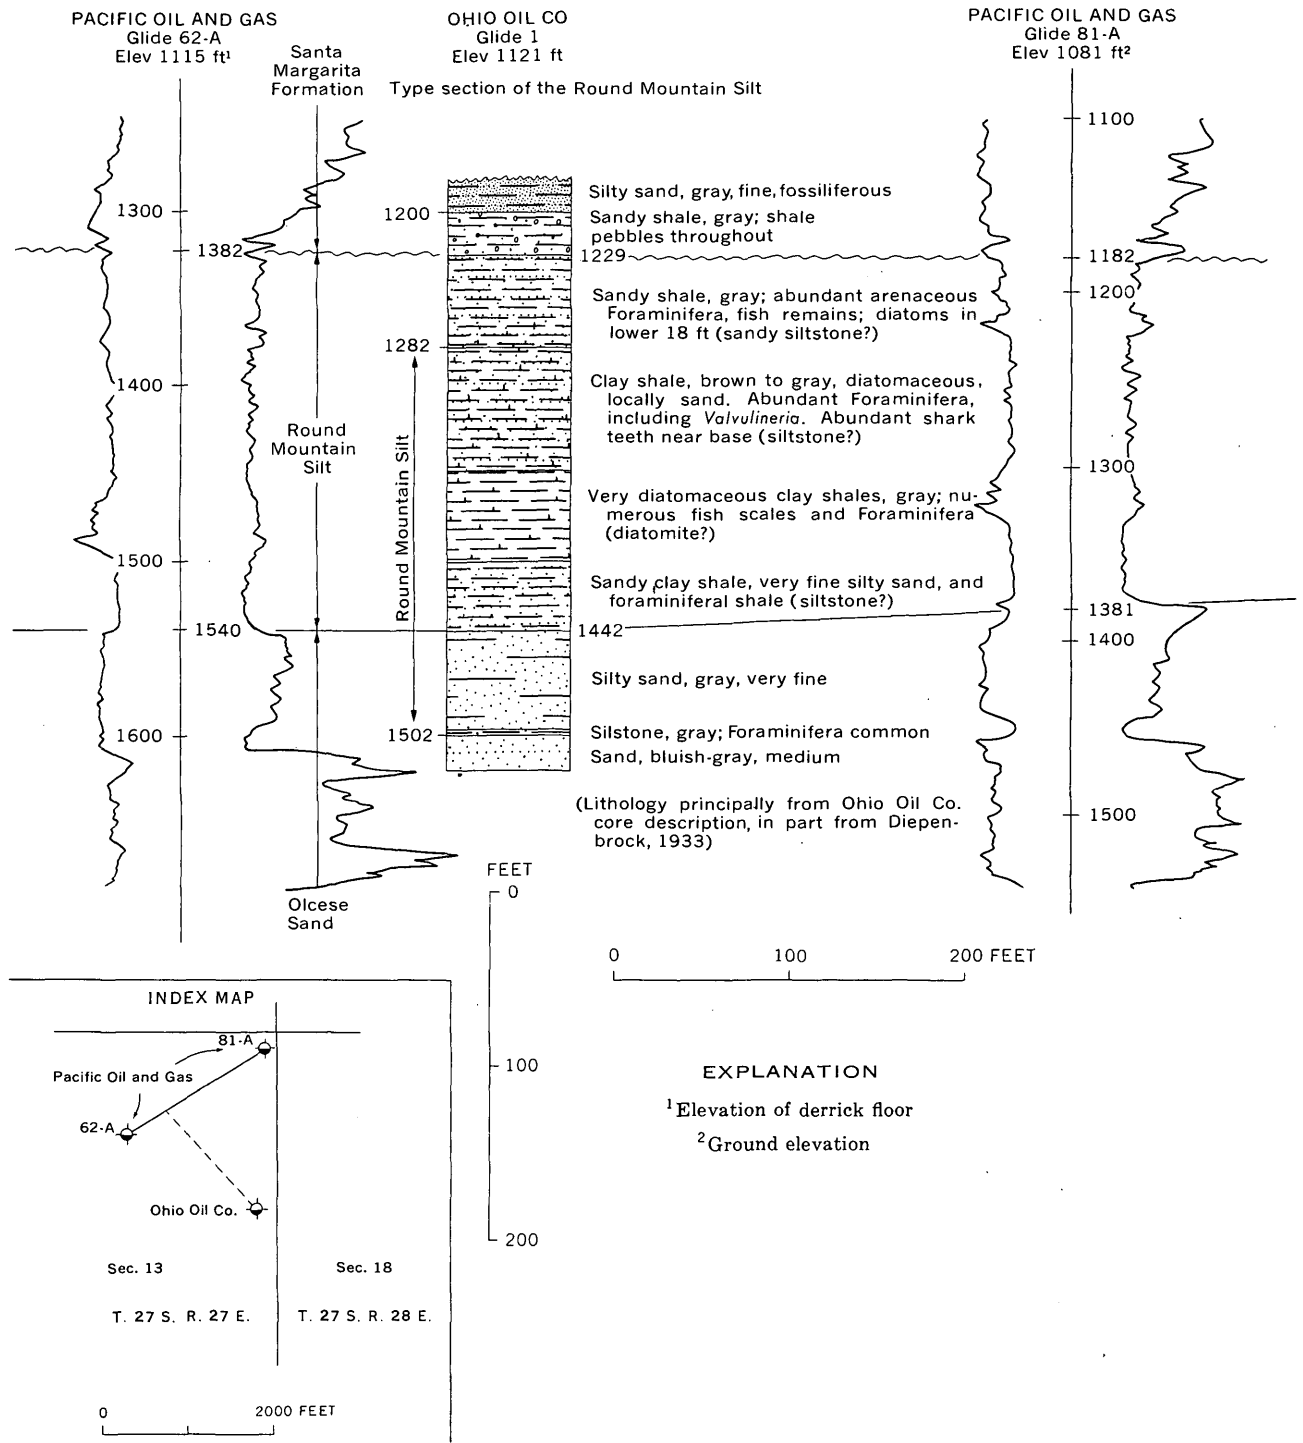 PACIFIC OIL AND GAS
Glide 62-A
Elev 1115 ft¹
Santa
Margarita
Formation
OHIO OIL CO
Glide 1
Elev 1121 ft
Type section of the Round Mountain Silt
PACIFIC OIL AND GAS
Glide 81-A
Elev 1081 ft²
1300
1382
1400
1500
1540
1600
Round
Mountain
Silt
Olcese
Sand
1200
1229
1282
Round Mountain Silt
1442
1502
Silty sand, gray, fine, fossiliferous
Sandy shale, gray; shale
pebbles throughout
Sandy shale, gray; abundant arenaceous
Foraminifera, fish remains; diatoms in
lower 18 ft (sandy siltstone?)
Clay shale, brown to gray, diatomaceous,
locally sand. Abundant Foraminifera,
including Valvulineria. Abundant shark
teeth near base (siltstone?)
Very diatomaceous clay shales, gray; nu-
merous fish scales and Foraminifera
(diatomite?)
Sandy clay shale, very fine silty sand, and
foraminiferal shale (siltstone?)
Silty sand, gray, very fine
Silstone, gray; Foraminifera common
Sand, bluish-gray, medium
(Lithology principally from Ohio Oil Co.
core description, in part from Diepen-
brock, 1933)
1100
1182
1200
1300
1381
1400
1500
FEET
0
100
200
0 100 200 FEET
INDEX MAP
81-A
Pacific Oil and Gas
62-A
Ohio Oil Co.
Sec. 13 Sec. 18
T. 27 S. R. 27 E. T. 27 S. R. 28 E.
0 2000 FEET
EXPLANATION
¹Elevation of derrick floor
²Ground elevation